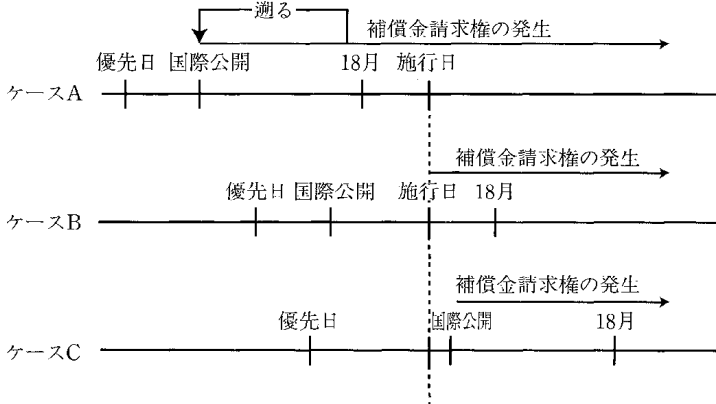 遡る
補償金請求権の発生
優先日 国際公開 18月 施行日
ケースA
補償金請求権の発生
優先日 国際公開 施行日 18月
ケースB
補償金請求権の発生
優先日 国際公開 18月
ケースC